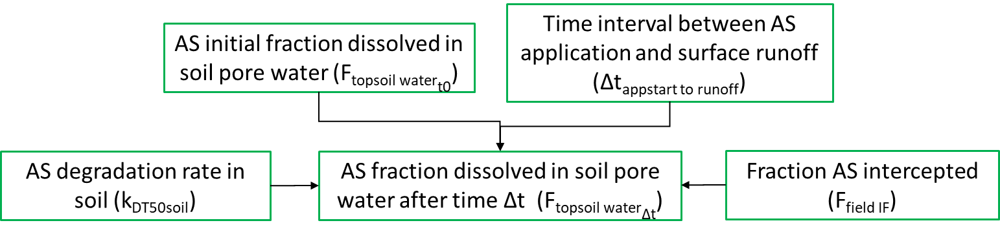 AS initial fraction dissolved in
soil pore water (Ftopsoil watert0)
Time interval between AS
application and surface runoff
(Δtappstart to runoff)
AS degradation rate in
soil (kDT50soil)
AS fraction dissolved in soil pore
water after time Δt (Ftopsoil waterΔt)
Fraction AS intercepted
(Ffield IF)